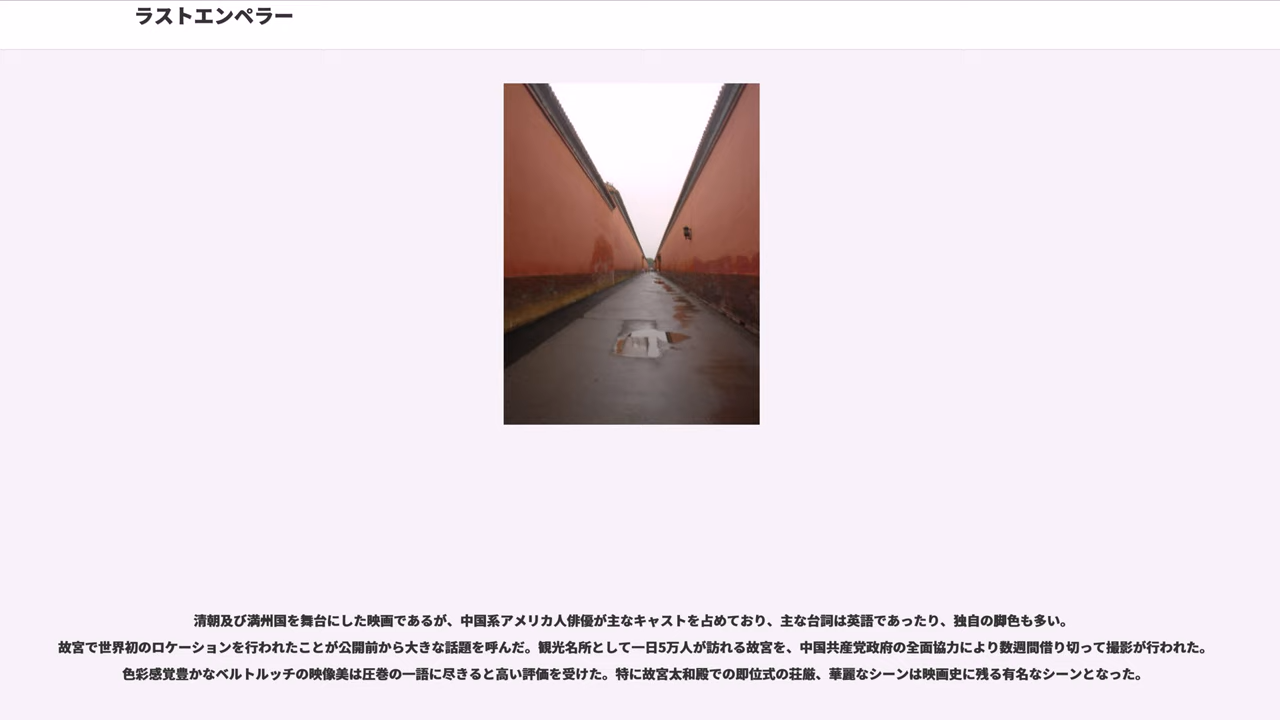 ラストエンペラー
清朝及び満州国を舞台にした映画であるが、中国系アメリカ人俳優が主なキャストを占めており、主な台詞は英語であったり、独自の脚色も多い。
故宮で世界初のロケーションを行われたことが公開前から大きな話題を呼んだ。観光名所として一日5万人が訪れる故宮を、中国共産党政府の全面協力により数週間借り切って撮影が行われた。
色彩感覚豊かなベルトルッチの映像美は圧巻の一語に尽きると高い評価を受けた。特に故宮太和殿での即位式の荘厳、華麗なシーンは映画史に残る有名なシーンとなった。